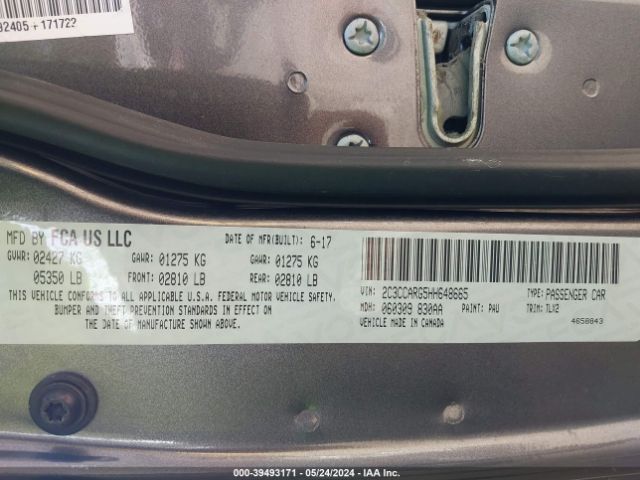 92405 + 171722
MFD BY FCA US LLC DATE OF MFR(BUILT): 6-17
GVWR: 02427 KG GAWR: 01275 KG GAWR: 01275 KG
05350 LB FRONT: 02810 LB REAR: 02810 LB
THIS VEHICLE CONFORMS TO ALL APPLICABLE U.S.A. FEDERAL MOTOR VEHICLE SAFETY,
BUMPER AND THEFT PREVENTION STANDARDS IN EFFECT ON
THE DATE OF MANUFACTURE SHOWN ABOVE.
VIN: 2C3CCARG5HH648665 TYPE: PASSENGER CAR
MDH: 060309 830AA PAINT: PAU TRIM: TLX2
VEHICLE MADE IN CANADA 4658843
000-39493171 - 05/24/2024 - IAA Inc.